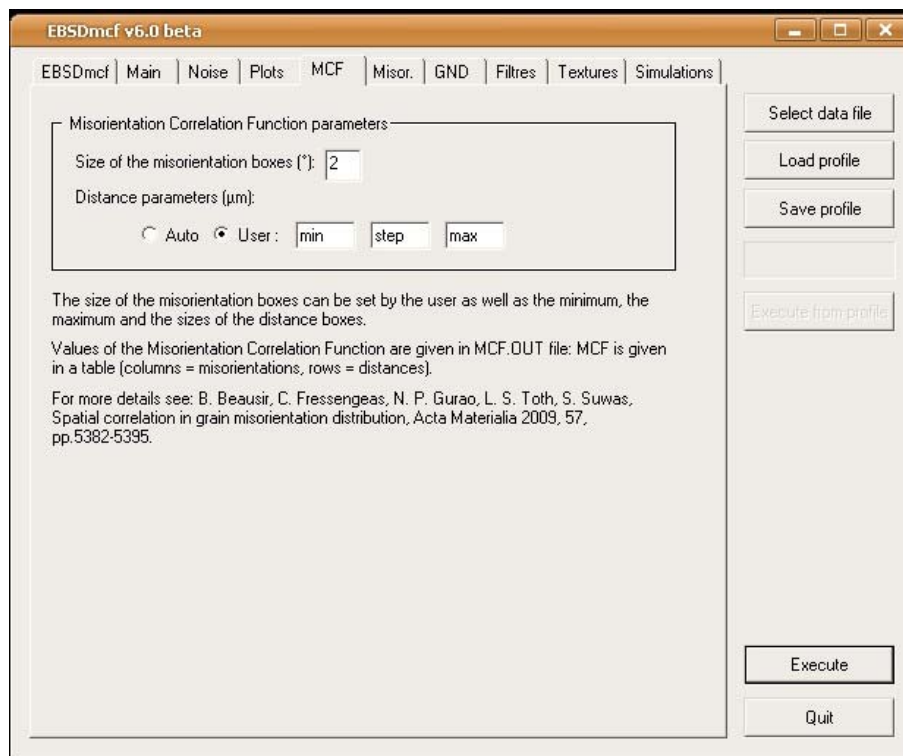 EBSDmcf v6.0 beta
EBSDmcf Main Noise Plots MCF Misor. GND Filtres Textures Simulations
Misorientation Correlation Function parameters
Size of the misorientation boxes (°): 2
Distance parameters (µm):
Auto User : min step max
The size of the misorientation boxes can be set by the user as well as the minimum, the
maximum and the sizes of the distance boxes.
Values of the Misorientation Correlation Function are given in MCF.OUT file: MCF is given
in a table (columns = misorientations, rows = distances).
For more details see: B. Beausir, C. Fressengeas, N. P. Gurao, L. S. Toth, S. Suwas,
Spatial correlation in grain misorientation distribution, Acta Materialia 2009, 57,
pp.5382-5395.
Select data file
Load profile
Save profile
Execute from profile
Execute
Quit